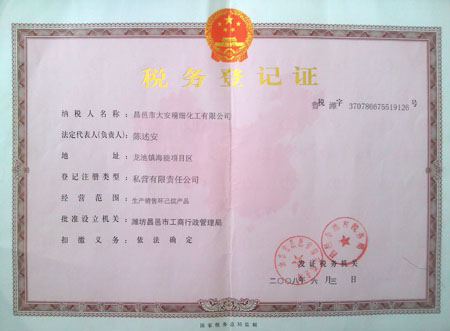 税务登记证
鲁税潍字 370786675519126 号
纳税人名称: 昌邑市大安精细化工有限公司
法定代表人(负责人): 陈述安
地址: 龙池镇海能项目区
登记注册类型: 私营有限责任公司
经营范围: 生产销售环己烷产品
批准设立机关: 潍坊昌邑市工商行政管理局
扣缴义务: 依法确定
发证税务机关
二〇〇八年六月三日
国家税务总局监制